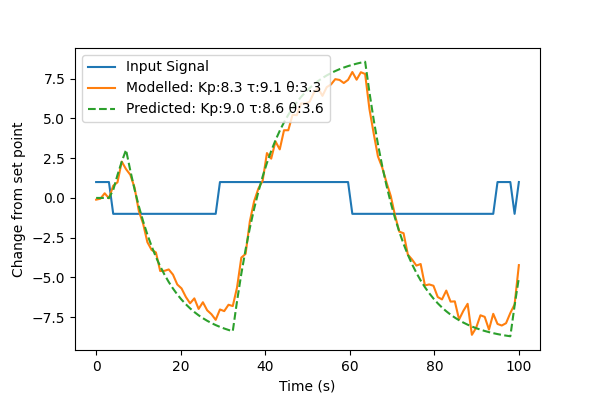 Input Signal
Modelled: Kp:8.3 τ:9.1 θ:3.3
Predicted: Kp:9.0 τ:8.6 θ:3.6
Change from set point
7.5
5.0
2.5
0.0
−2.5
−5.0
−7.5
0 20 40 60 80 100
Time (s)